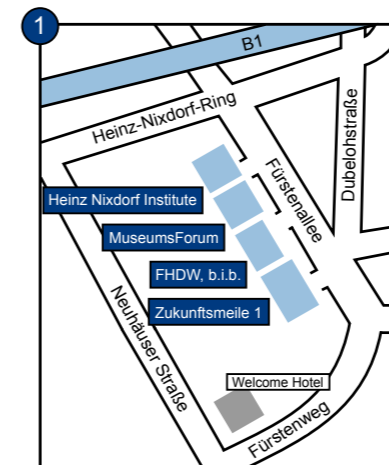 1
B1
Heinz-Nixdorf-Ring
Dubelohstraße
Fürstenallee
Heinz Nixdorf Institute
MuseumsForum
FHDW, b.i.b.
Zukunftsmeile 1
Neuhäuser Straße
Welcome Hotel
Fürstenweg